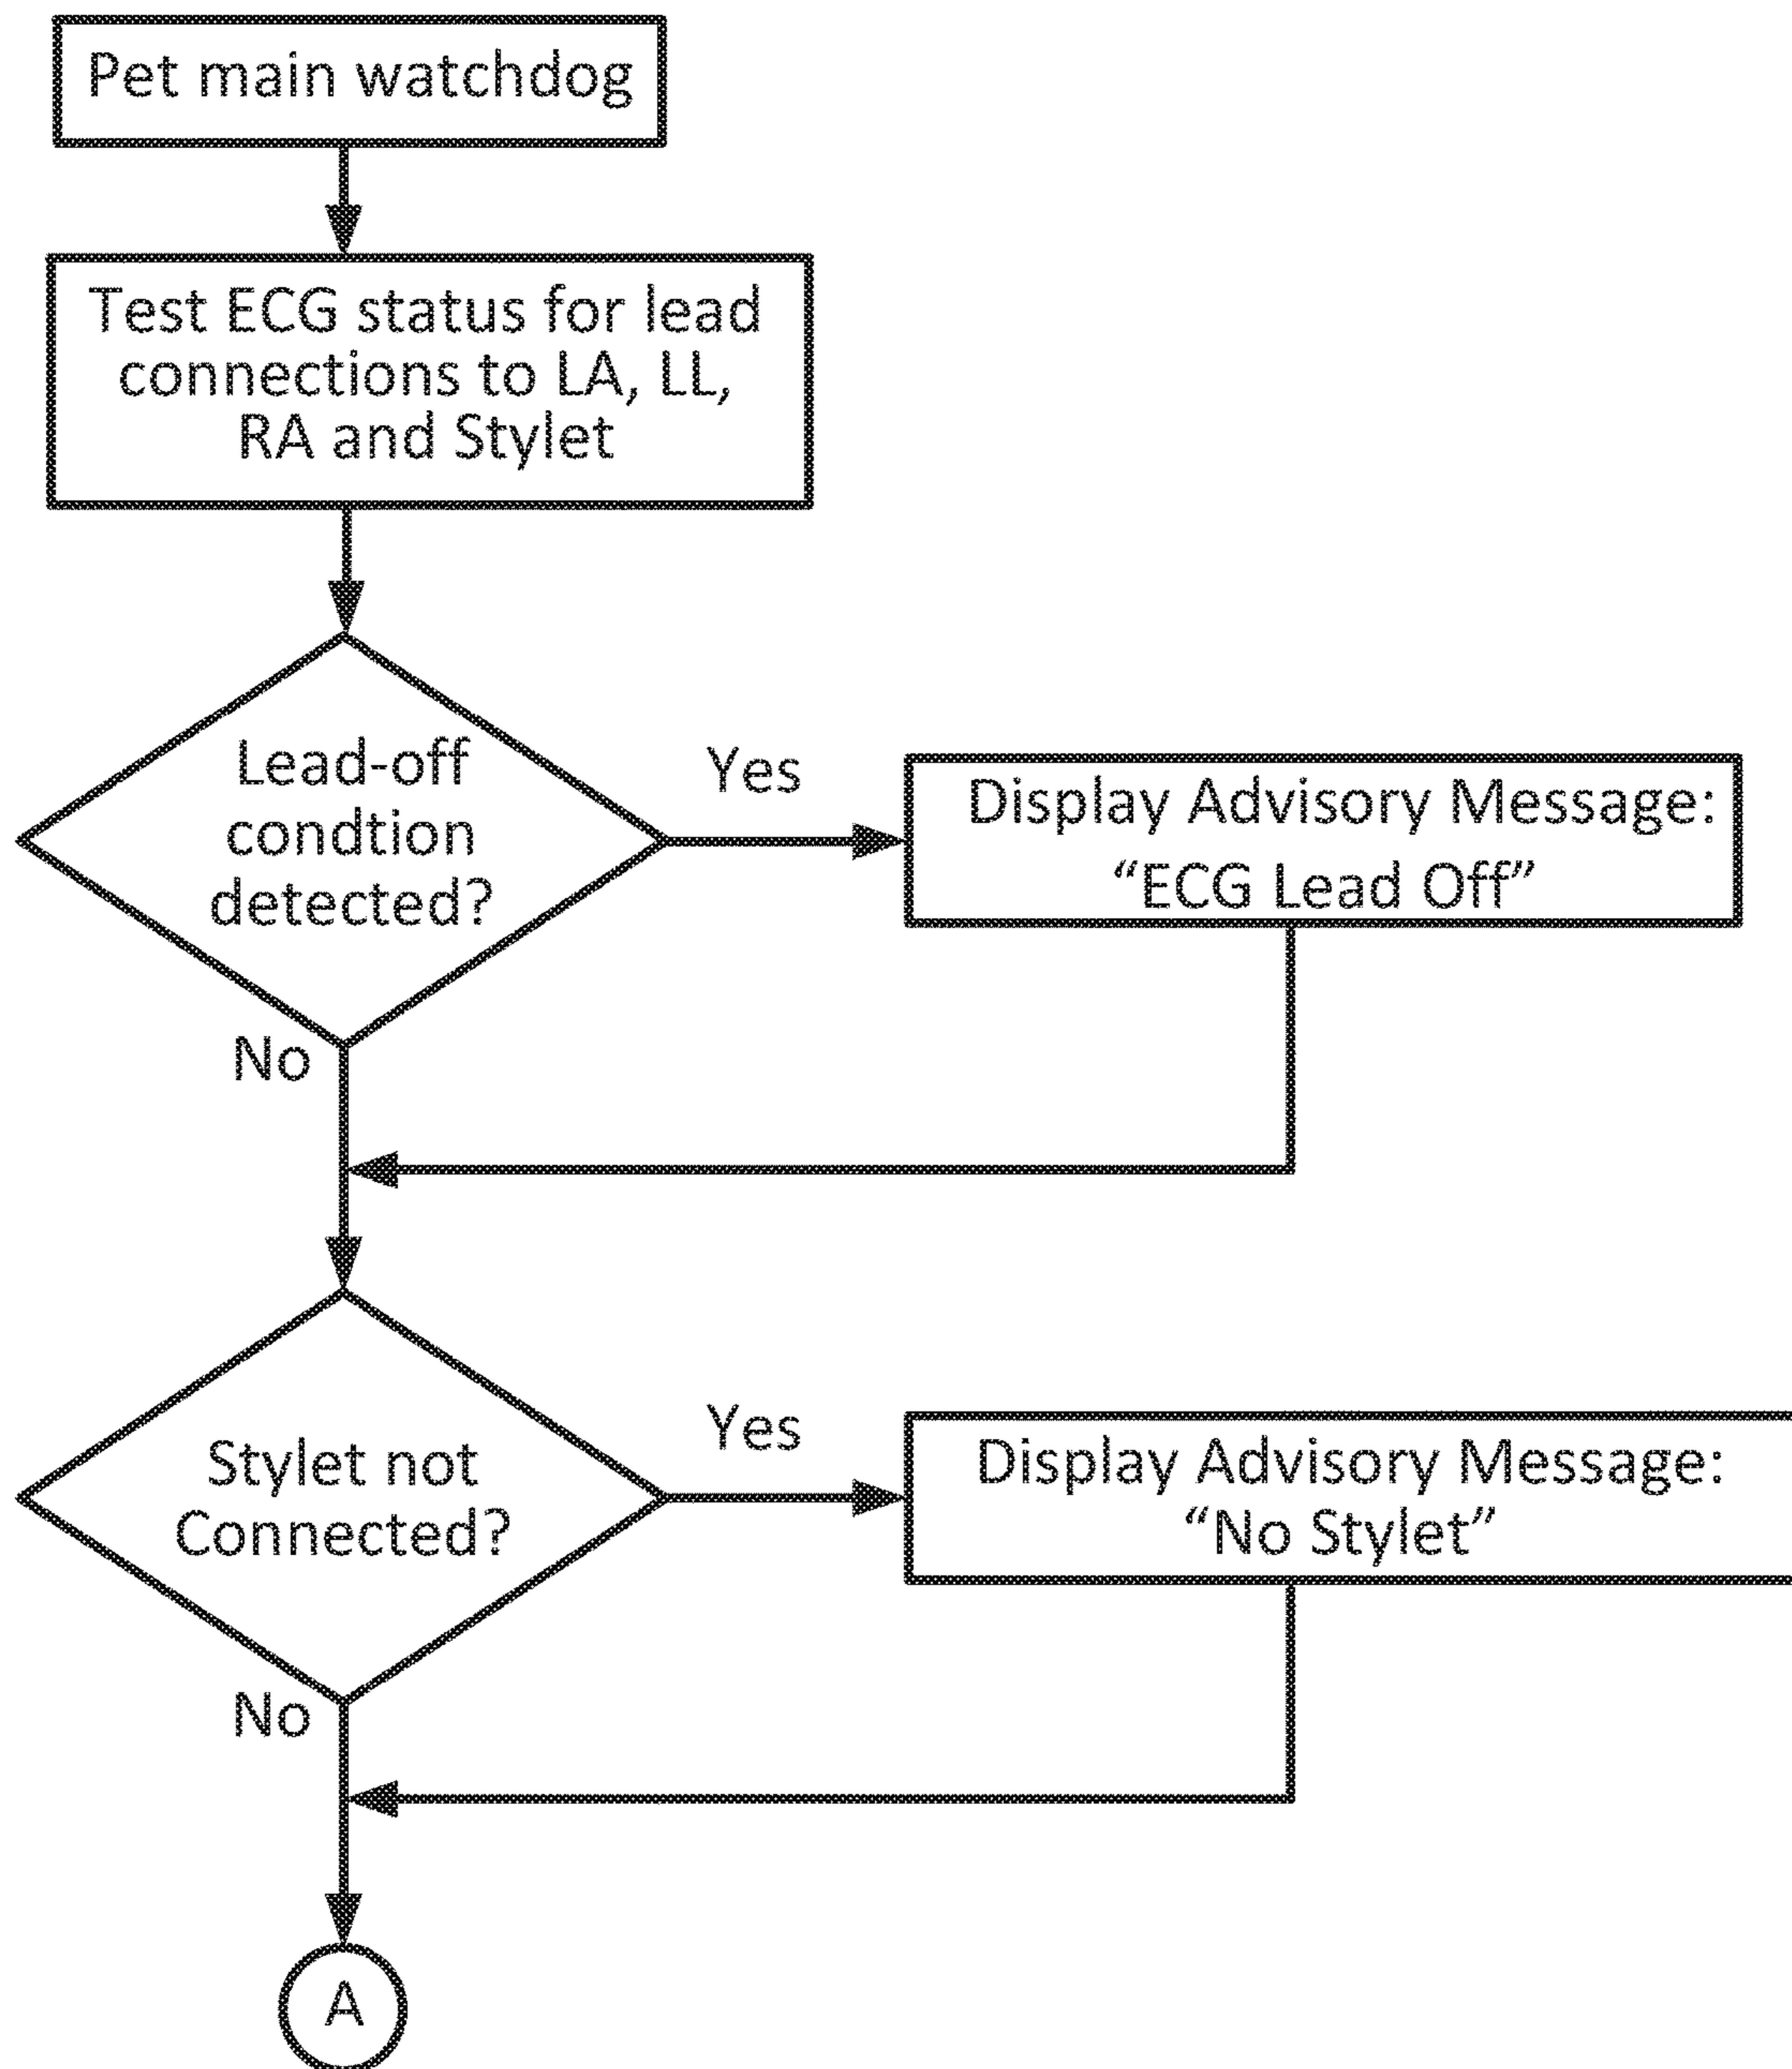 Pet main watchdog
Test ECG status for lead
connections to LA, LL,
RA and Stylet
Lead-off
condtion
detected?
Yes
Display Advisory Message:
“ECG Lead Off”
No
Stylet not
Connected?
Yes
Display Advisory Message:
“No Stylet”
No
A